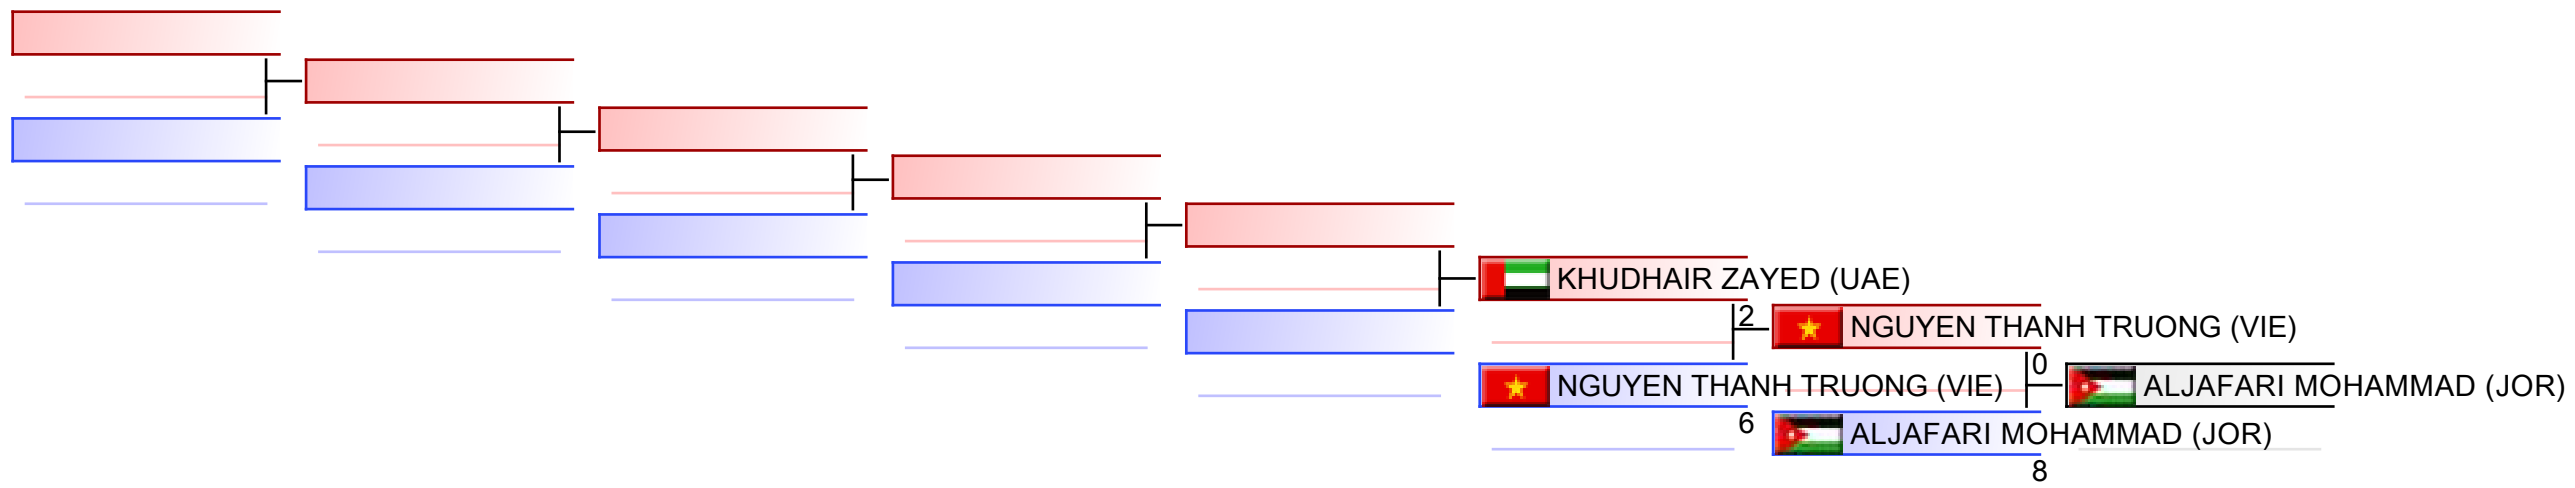 KHUDHAIR ZAYED (UAE)
2
NGUYEN THANH TRUONG (VIE)
0
NGUYEN THANH TRUONG (VIE)
ALJAFARI MOHAMMAD (JOR)
6
ALJAFARI MOHAMMAD (JOR)
8